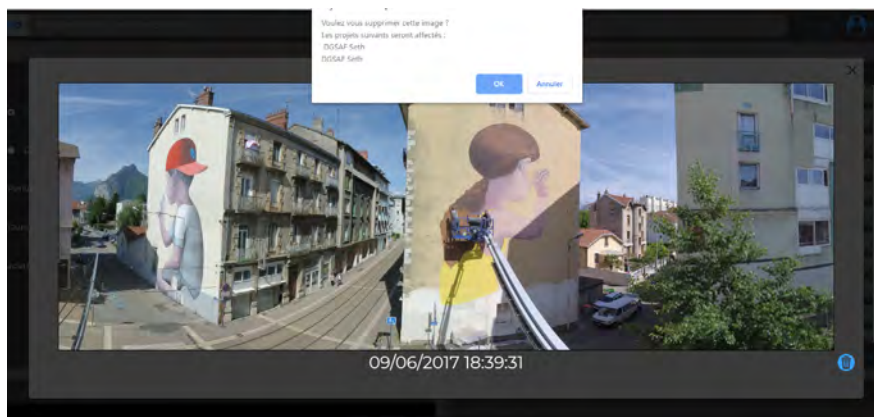 Voulez vous supprimer cette image ?
Les projets suivants seront affectés :
DGSAF Seth
DGSAF Seth
OK
Annuler
09/06/2017 18:39:31